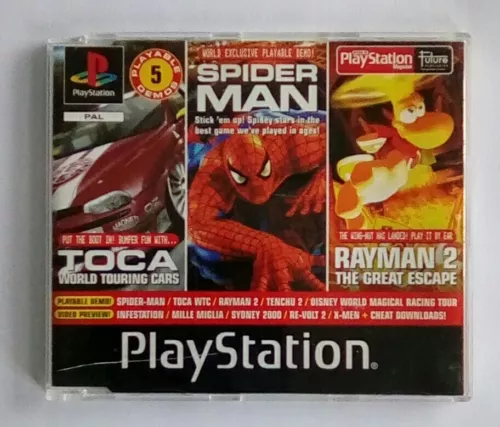 PlayStation
PAL
PLAYABLE
5
DEMOS
WORLD EXCLUSIVE PLAYABLE DEMO!
SPIDER
MAN
Stick 'em up! Spidey stars in the
best game we've played in ages!
PlayStation
Magazine
future
PUT THE BOOT IN! BUMPER FUN WITH...
TOCA
WORLD TOURING CARS
THE WING-NUT HAS LANDED! PLAY IT BY EAR
RAYMAN 2
THE GREAT ESCAPE
PLAYABLE DEMO! SPIDER-MAN / TOCA WTC / RAYMAN 2 / TENCHU 2 / DISNEY WORLD MAGICAL RACING TOUR
VIDEO PREVIEW! INFESTATION / MILLE MIGLIA / SYDNEY 2000 / RE-VOLT 2 / X-MEN + CHEAT DOWNLOADS!
PlayStation®